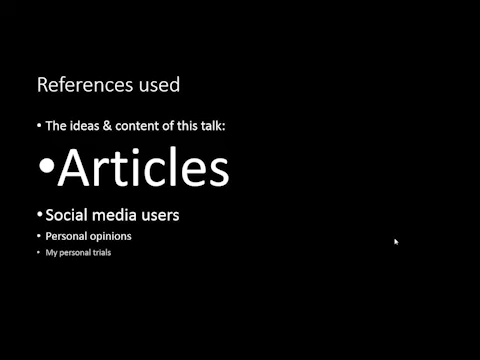 References used
• The ideas & content of this talk:
•Articles
• Social media users
• Personal opinions
• My personal trials